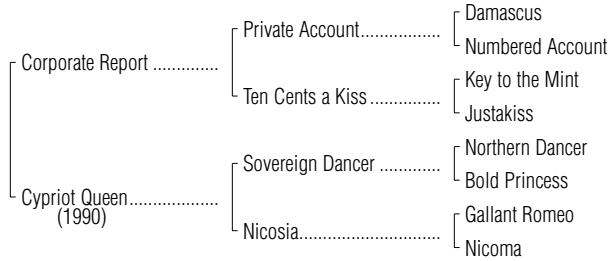 Damascus
Private Account..................
Numbered Account
Corporate Report ...............
Key to the Mint
Ten Cents a Kiss ................
Justakiss
Northern Dancer
Sovereign Dancer ..............
Bold Princess
Cypriot Queen....................
(1990)
Gallant Romeo
Nicosia................................
Nicoma